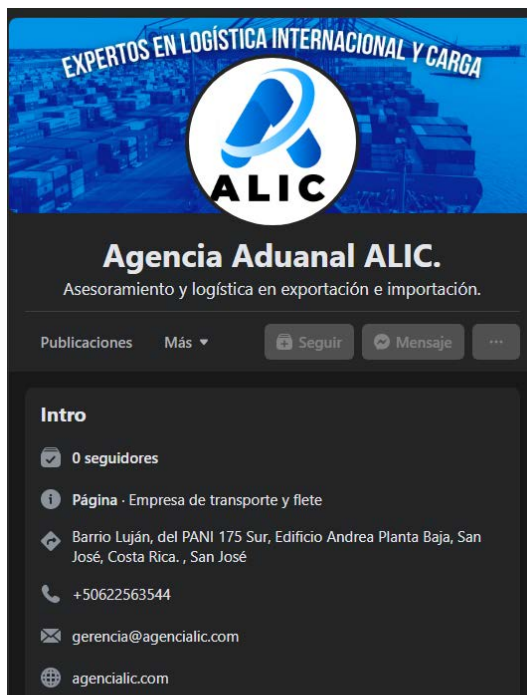 EXPERTOS EN LOGÍSTICA INTERNACIONAL Y CARGA
ALIC
Agencia Aduanal ALIC.
Asesoramiento y logística en exportación e importación.
Publicaciones Más Seguir Mensaje
Intro
0 seguidores
Página · Empresa de transporte y flete
Barrio Luján, del PANI 175 Sur, Edificio Andrea Planta Baja, San
José, Costa Rica. , San José
+50622563544
gerencia@agencialic.com
agencialic.com